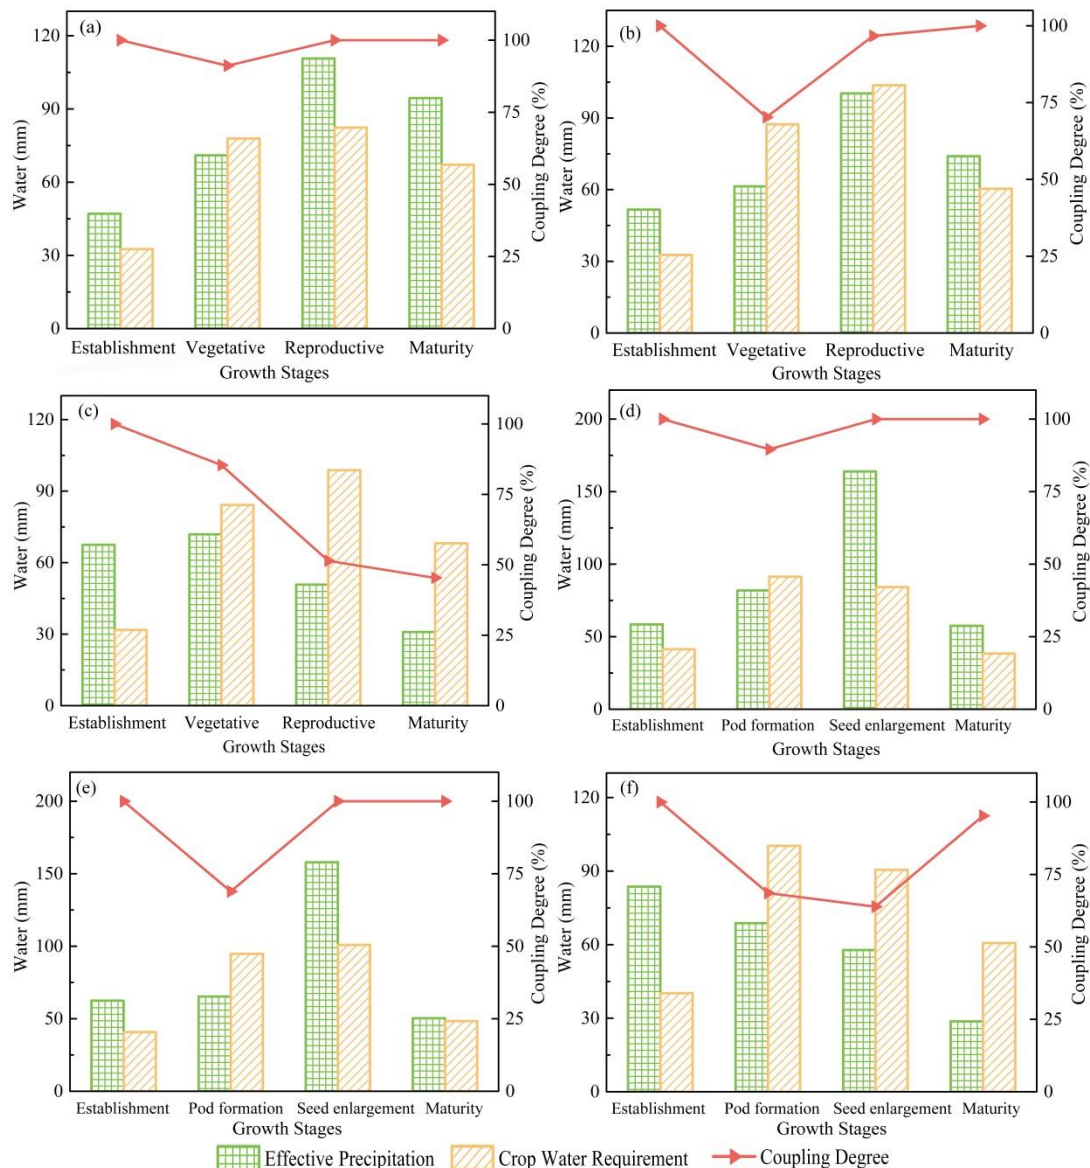 (a)
120
90
60
30
0
Water (mm)
100
75
50
25
0
Coupling Degree (%)
Establishment Vegetative Reproductive Maturity
Growth Stages
(b)
120
90
60
30
0
Water (mm)
100
75
50
25
0
Coupling Degree (%)
Establishment Vegetative Reproductive Maturity
Growth Stages
(c)
120
90
60
30
0
Water (mm)
100
75
50
25
0
Coupling Degree (%)
Establishment Vegetative Reproductive Maturity
Growth Stages
(d)
200
150
100
50
0
Water (mm)
100
75
50
25
0
Coupling Degree (%)
Establishment Pod formation Seed enlargement Maturity
Growth Stages
(e)
200
150
100
50
0
Water (mm)
100
75
50
25
0
Coupling Degree (%)
Establishment Pod formation Seed enlargement Maturity
Growth Stages
(f)
120
90
60
30
0
Water (mm)
100
75
50
25
0
Coupling Degree (%)
Establishment Pod formation Seed enlargement Maturity
Growth Stages
Effective Precipitation Crop Water Requirement Coupling Degree